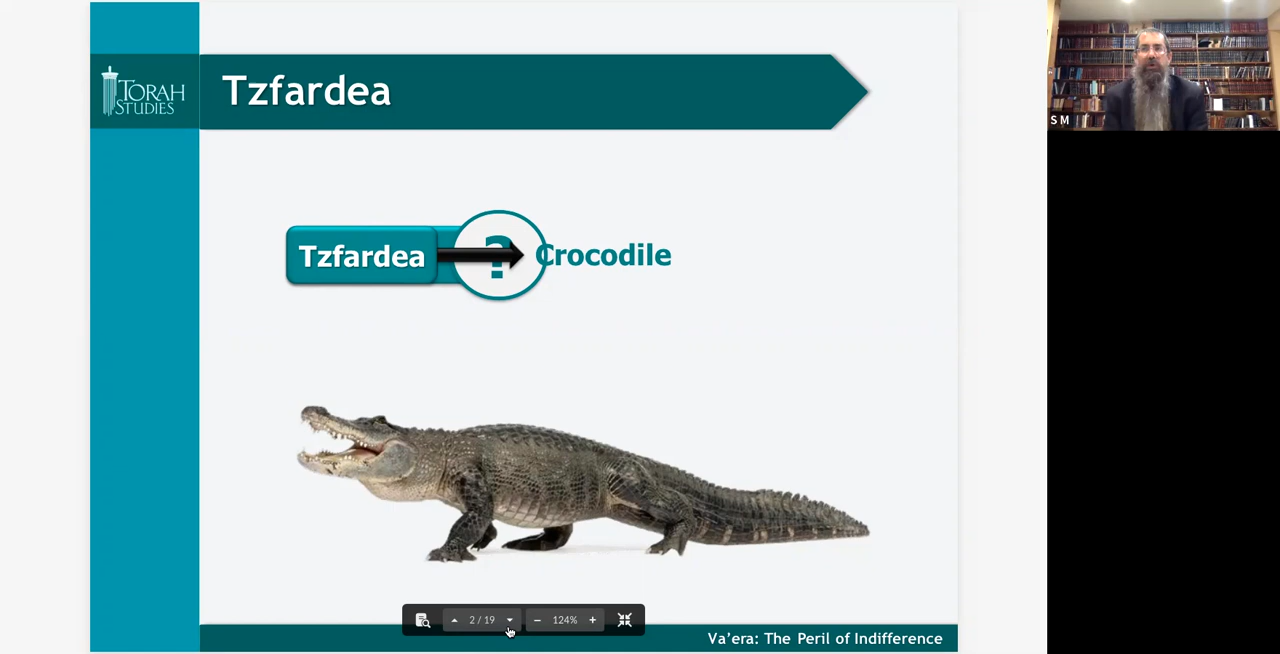 TORAH
STUDIES
Tzfardea
S M
Tzfardea ? Crocodile
2 / 19
124%
Va'era: The Peril of Indifference